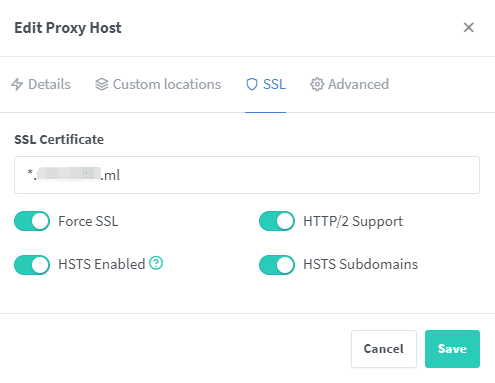 Edit Proxy Host
Details Custom locations SSL Advanced
SSL Certificate
*. .ml
Force SSL HTTP/2 Support
HSTS Enabled HSTS Subdomains
Cancel Save